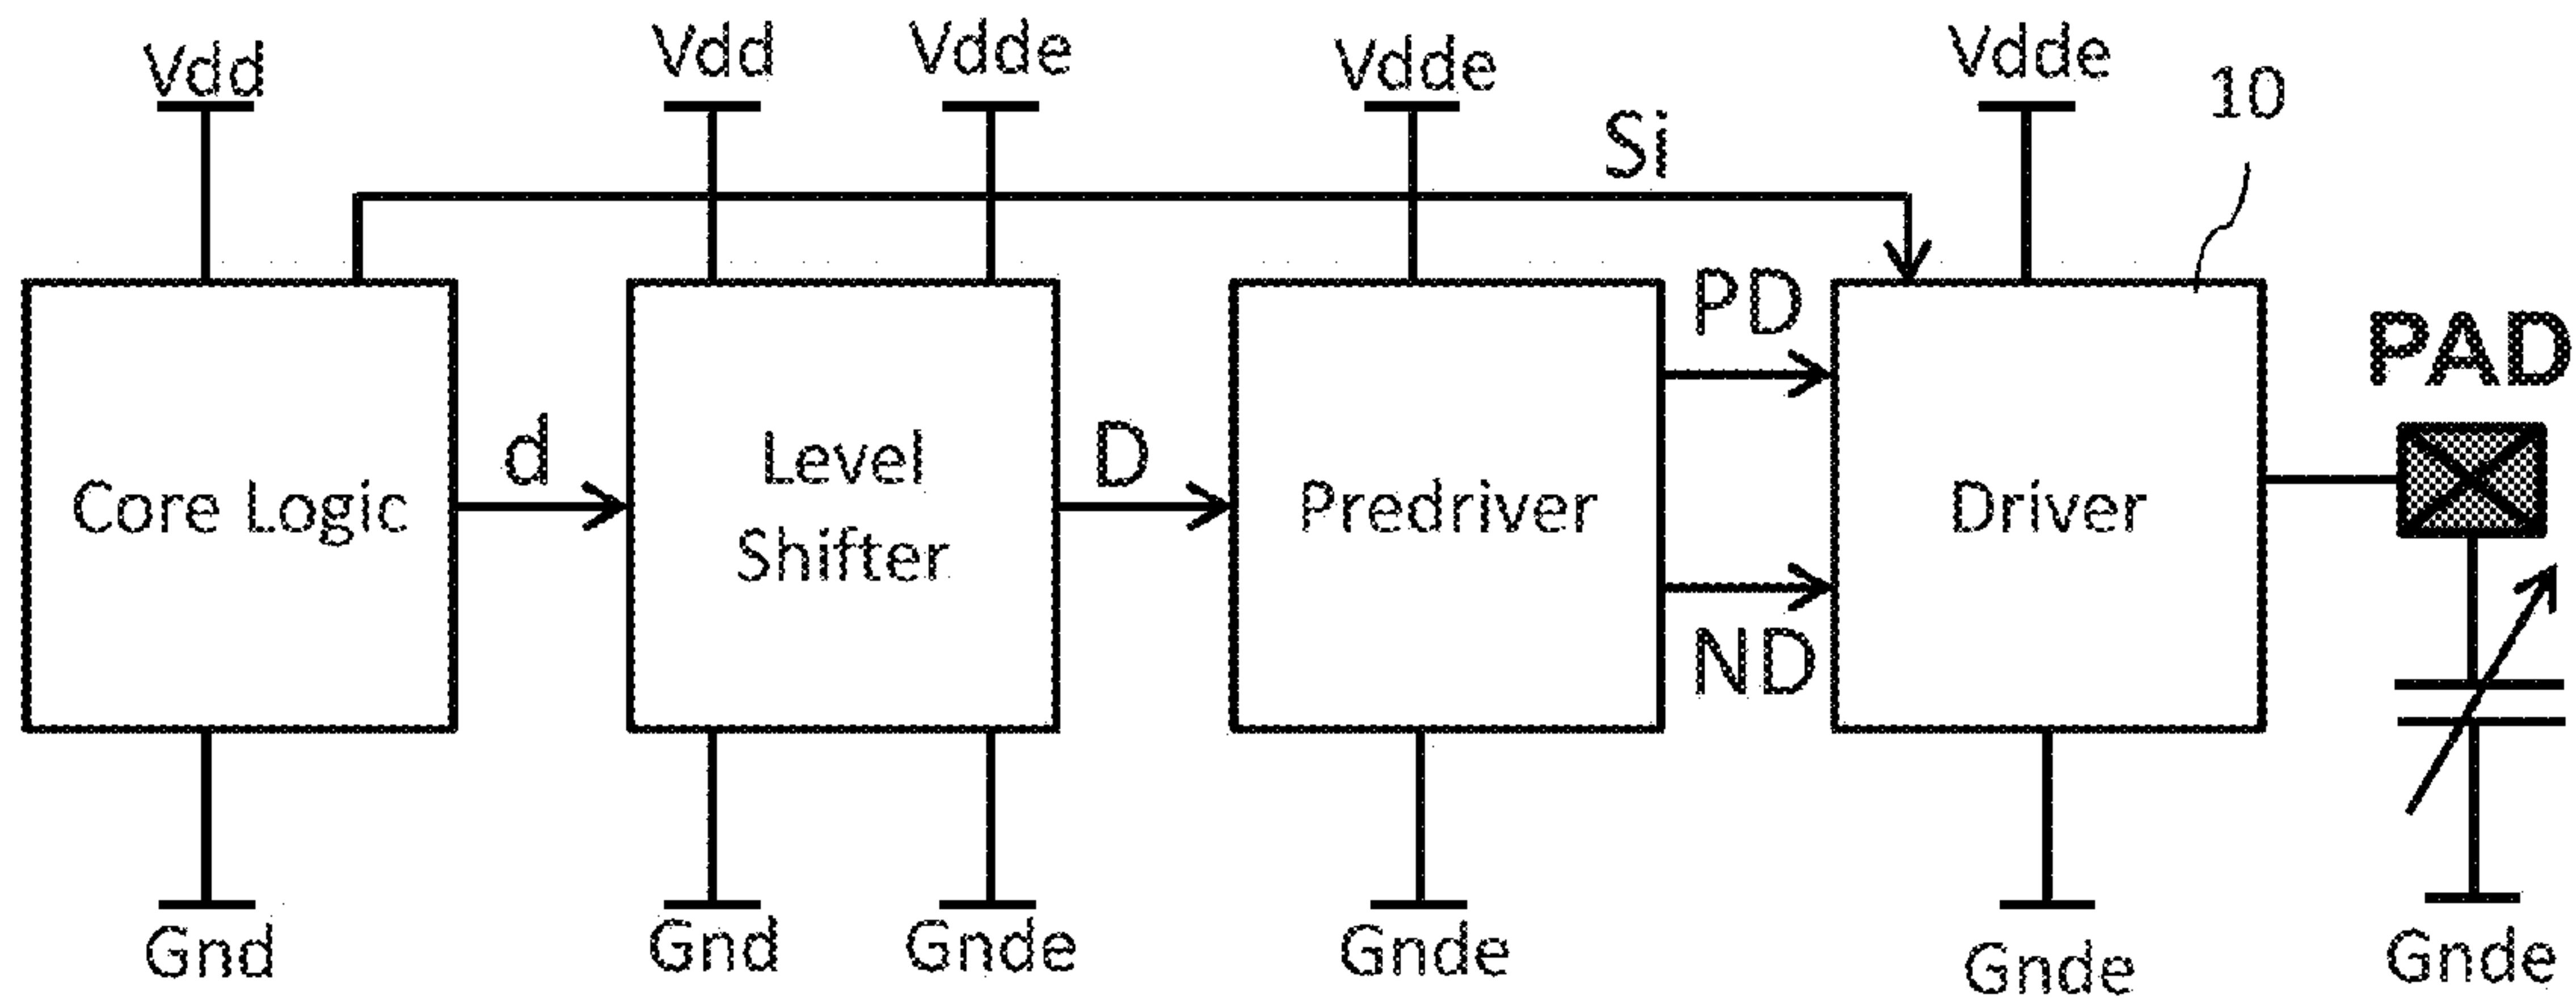 Vdd
Vdd
Vdde
Vdde
Vdde
10
Si
PD
PAD
d
D
Core Logic
Level
Shifter
Predriver
Driver
ND
Gnd
Gnd
Gnde
Gnde
Gnde
Gnde